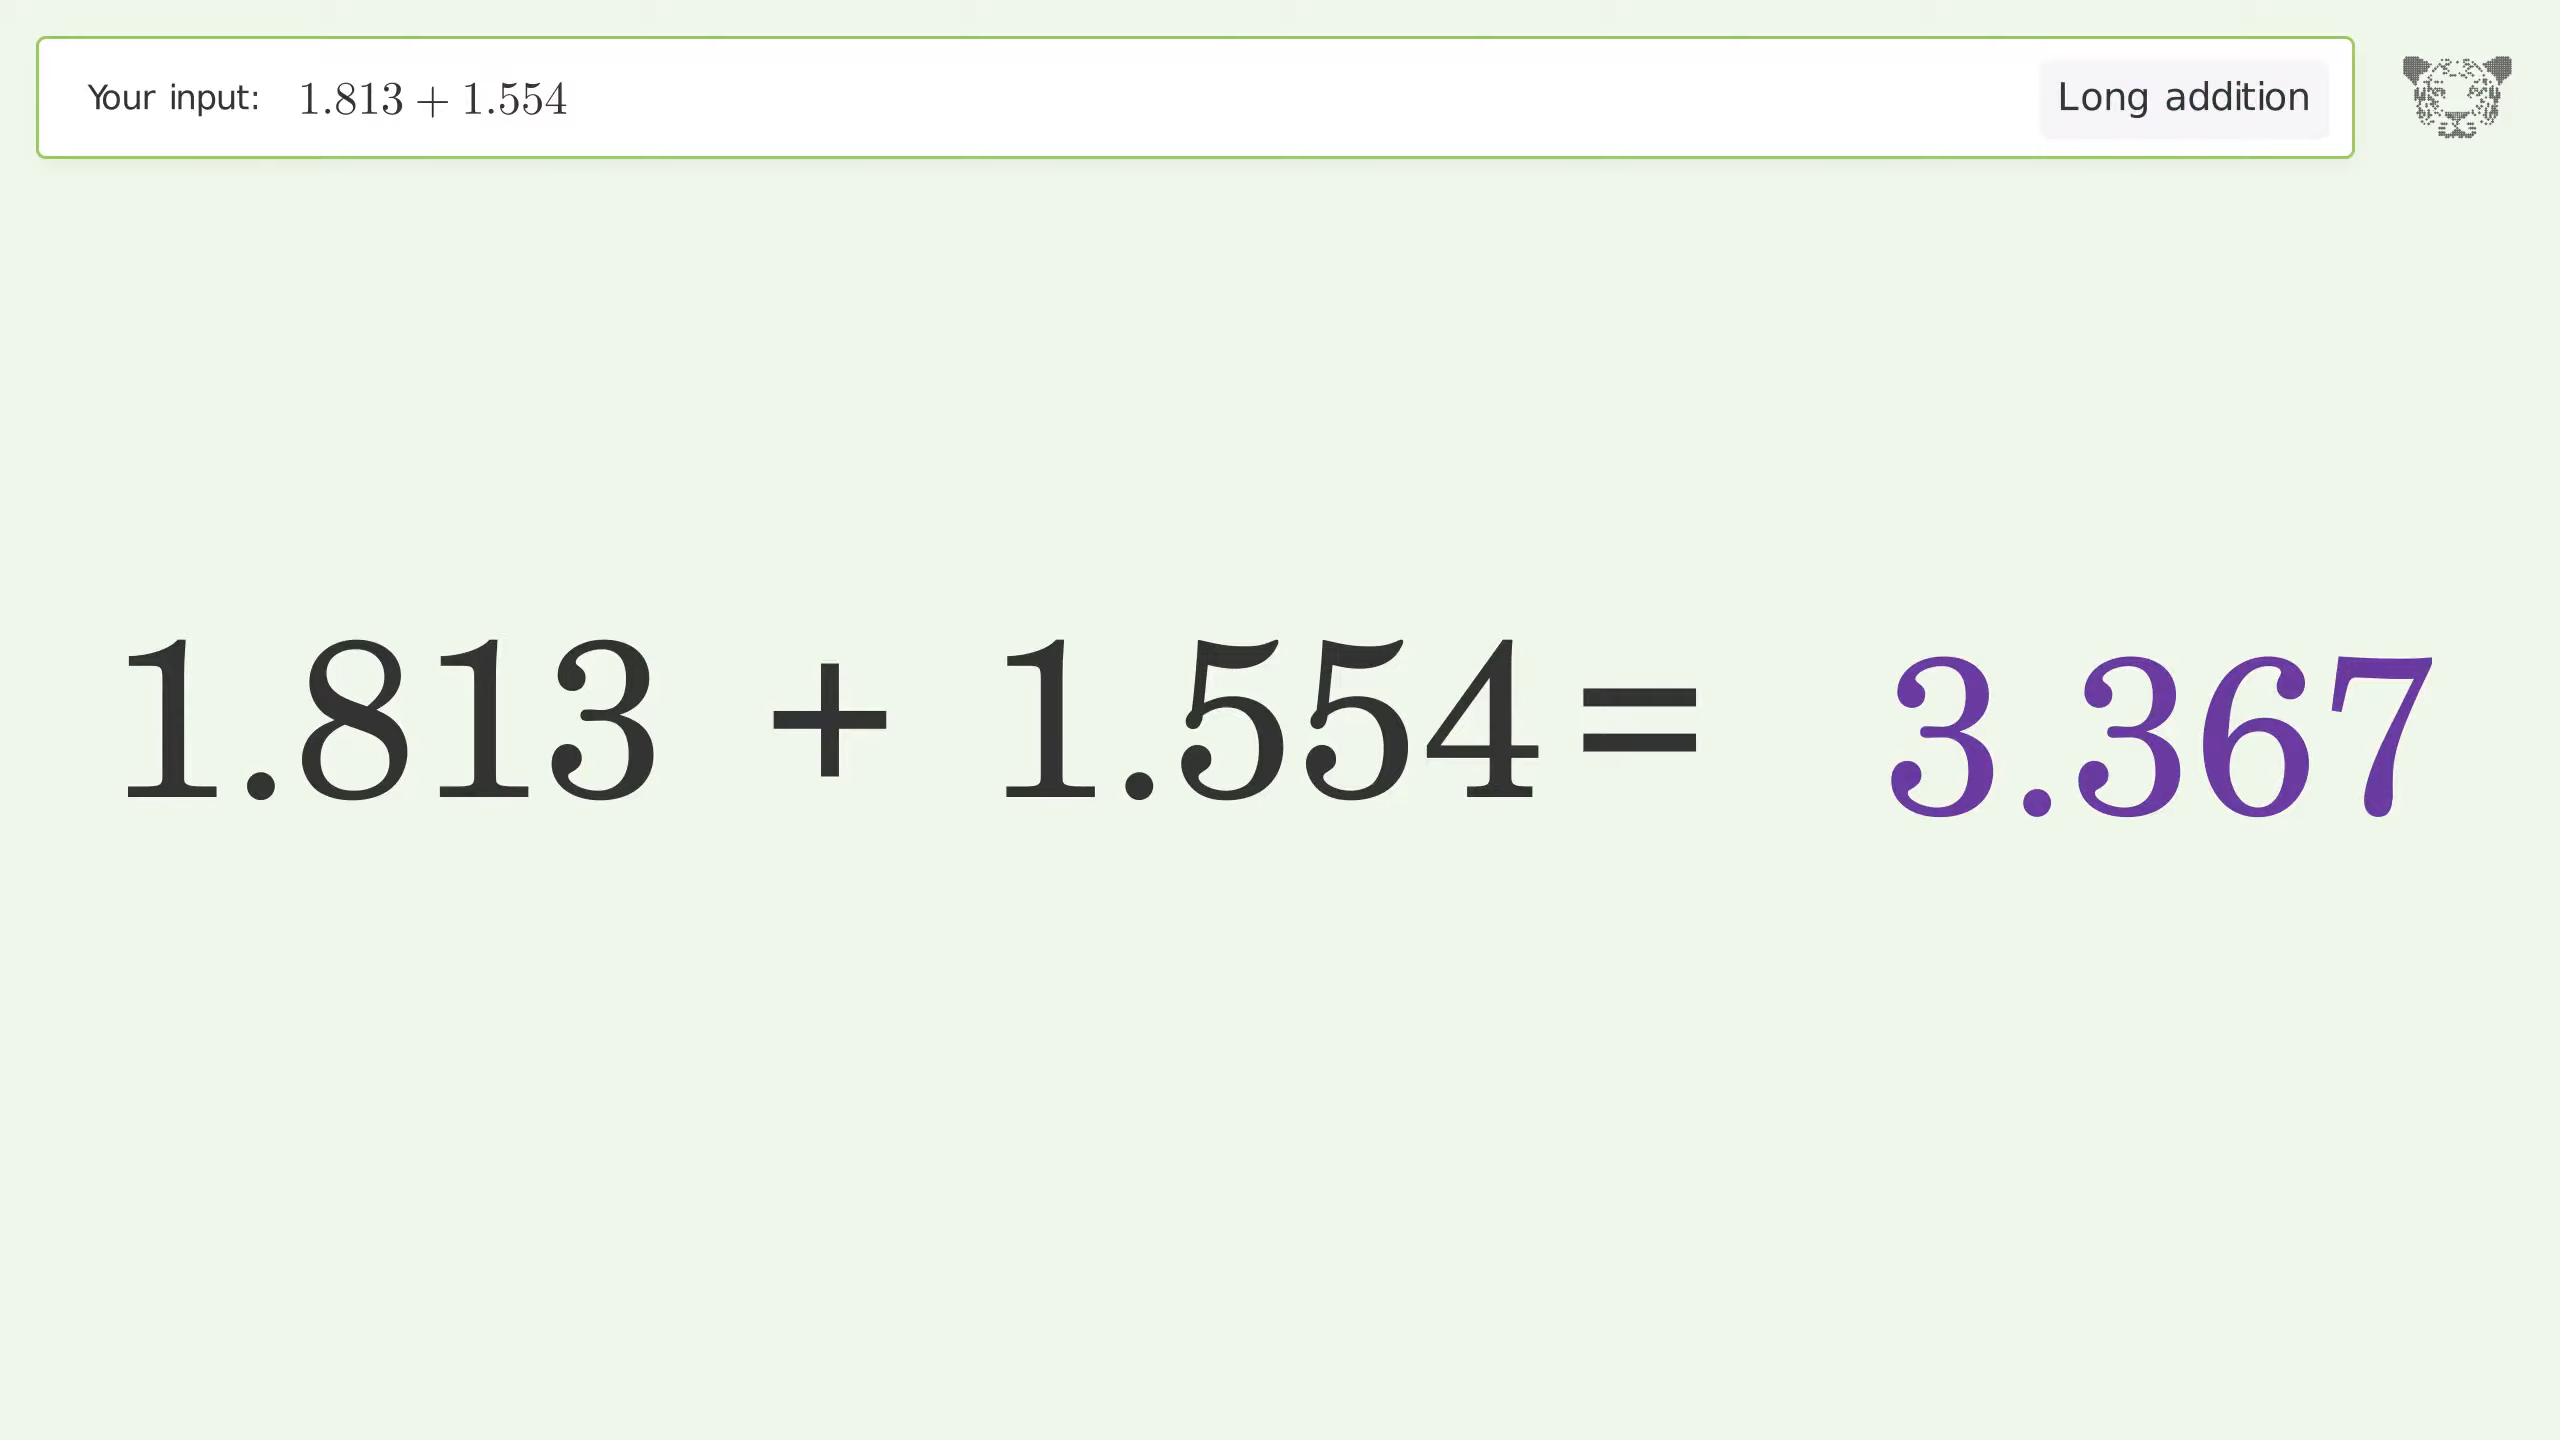 Your input: 1.813 + 1.554 Long addition
1.813 + 1.554 = 3.367